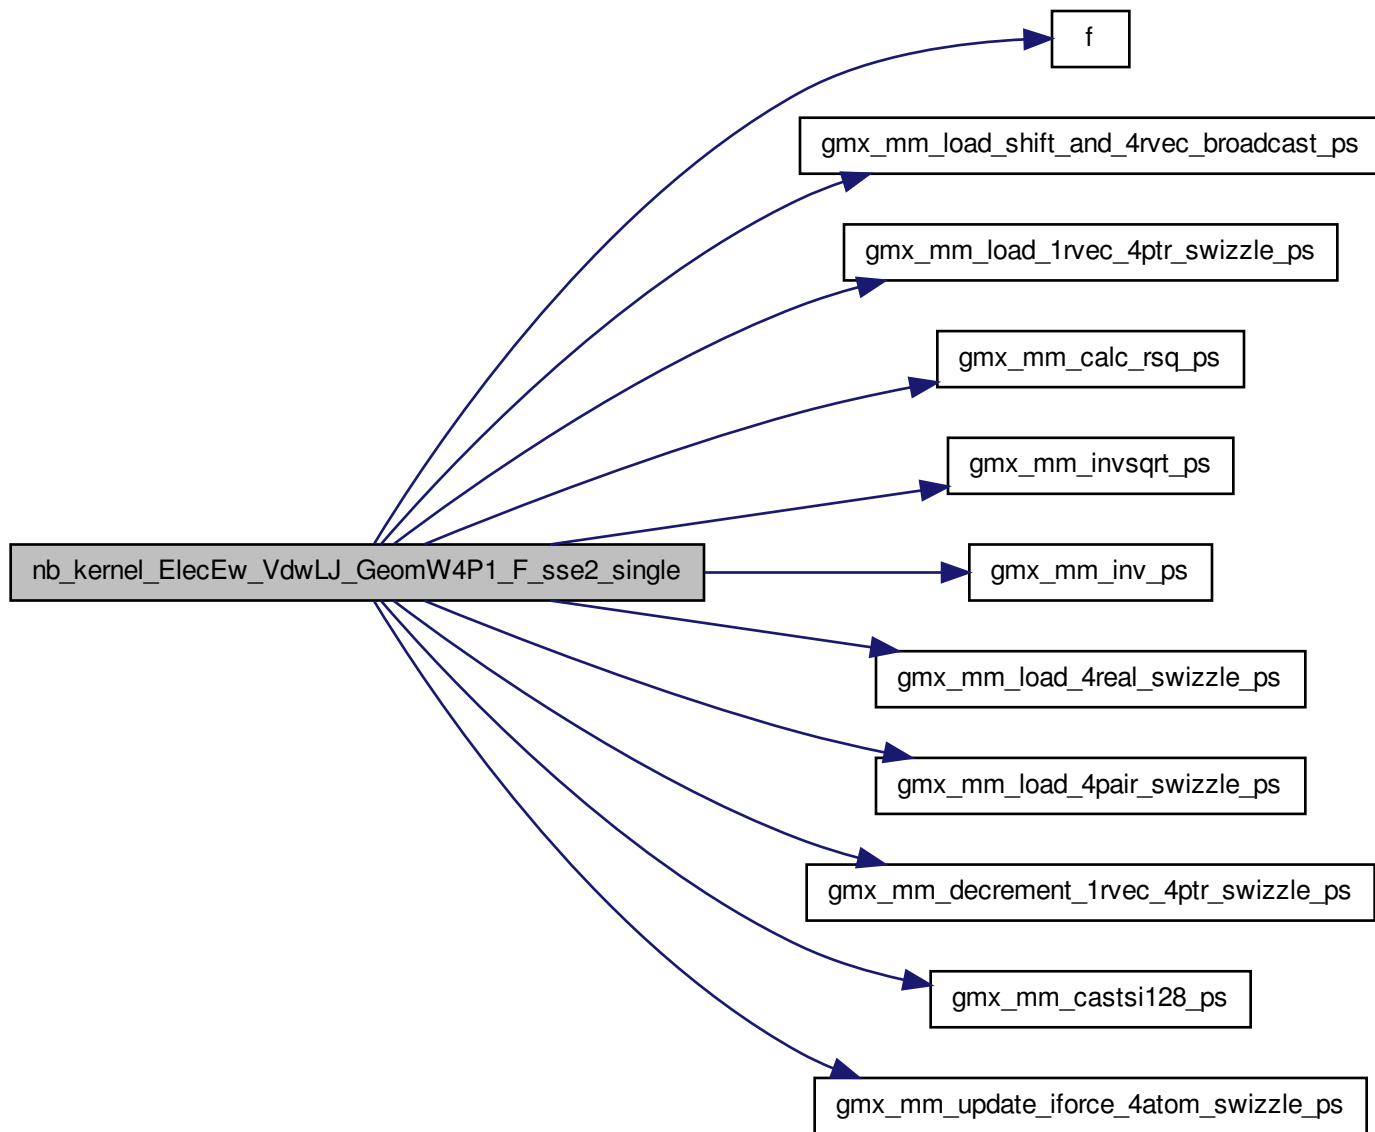 f
gmx_mm_load_shift_and_4rvec_broadcast_ps
gmx_mm_load_1rvec_4ptr_swizzle_ps
gmx_mm_calc_rsq_ps
gmx_mm_invsqrt_ps
nb_kernel_ElecEw_VdwLJ_GeomW4P1_F_sse2_single
gmx_mm_inv_ps
gmx_mm_load_4real_swizzle_ps
gmx_mm_load_4pair_swizzle_ps
gmx_mm_decrement_1rvec_4ptr_swizzle_ps
gmx_mm_castsi128_ps
gmx_mm_update_iforce_4atom_swizzle_ps